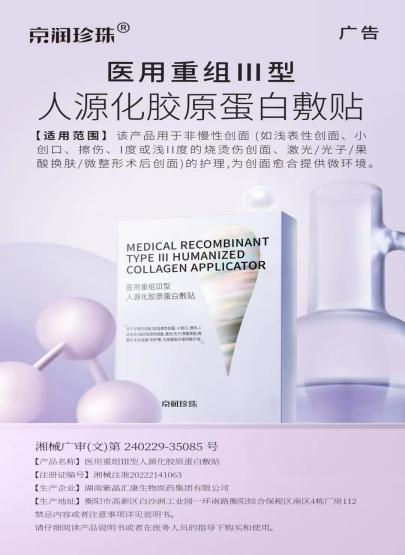 京润珍珠®
广告
医用重组III型
人源化胶原蛋白敷贴
【适用范围】该产品用于非慢性创面(如浅表性创面、小
创口、擦伤、I度或浅II度的烧烫伤创面、激光/光子/果
酸换肤/微整形术后创面)的护理,为创面愈合提供微环境。
MEDICAL RECOMBINANT
TYPE III HUMANIZED
COLLAGEN APPLICATOR
医用重组III型
人源化胶原蛋白敷贴
京润珍珠
湘械广审(文)第 240229-35085 号
【产品名称】医用重组III型人源化胶原蛋白敷贴
【注册证编号】湘械注准20222141063
【生产企业】湖南紫晶汇康生物医药集团有限公司
【生产地址】衡阳市高新区白沙洲工业园一环南路衡阳综合保税区南区4栋厂房112
禁忌内容或者注意事项详见说明书。
请仔细阅读产品说明书或者在医务人员的指导下购买和使用。